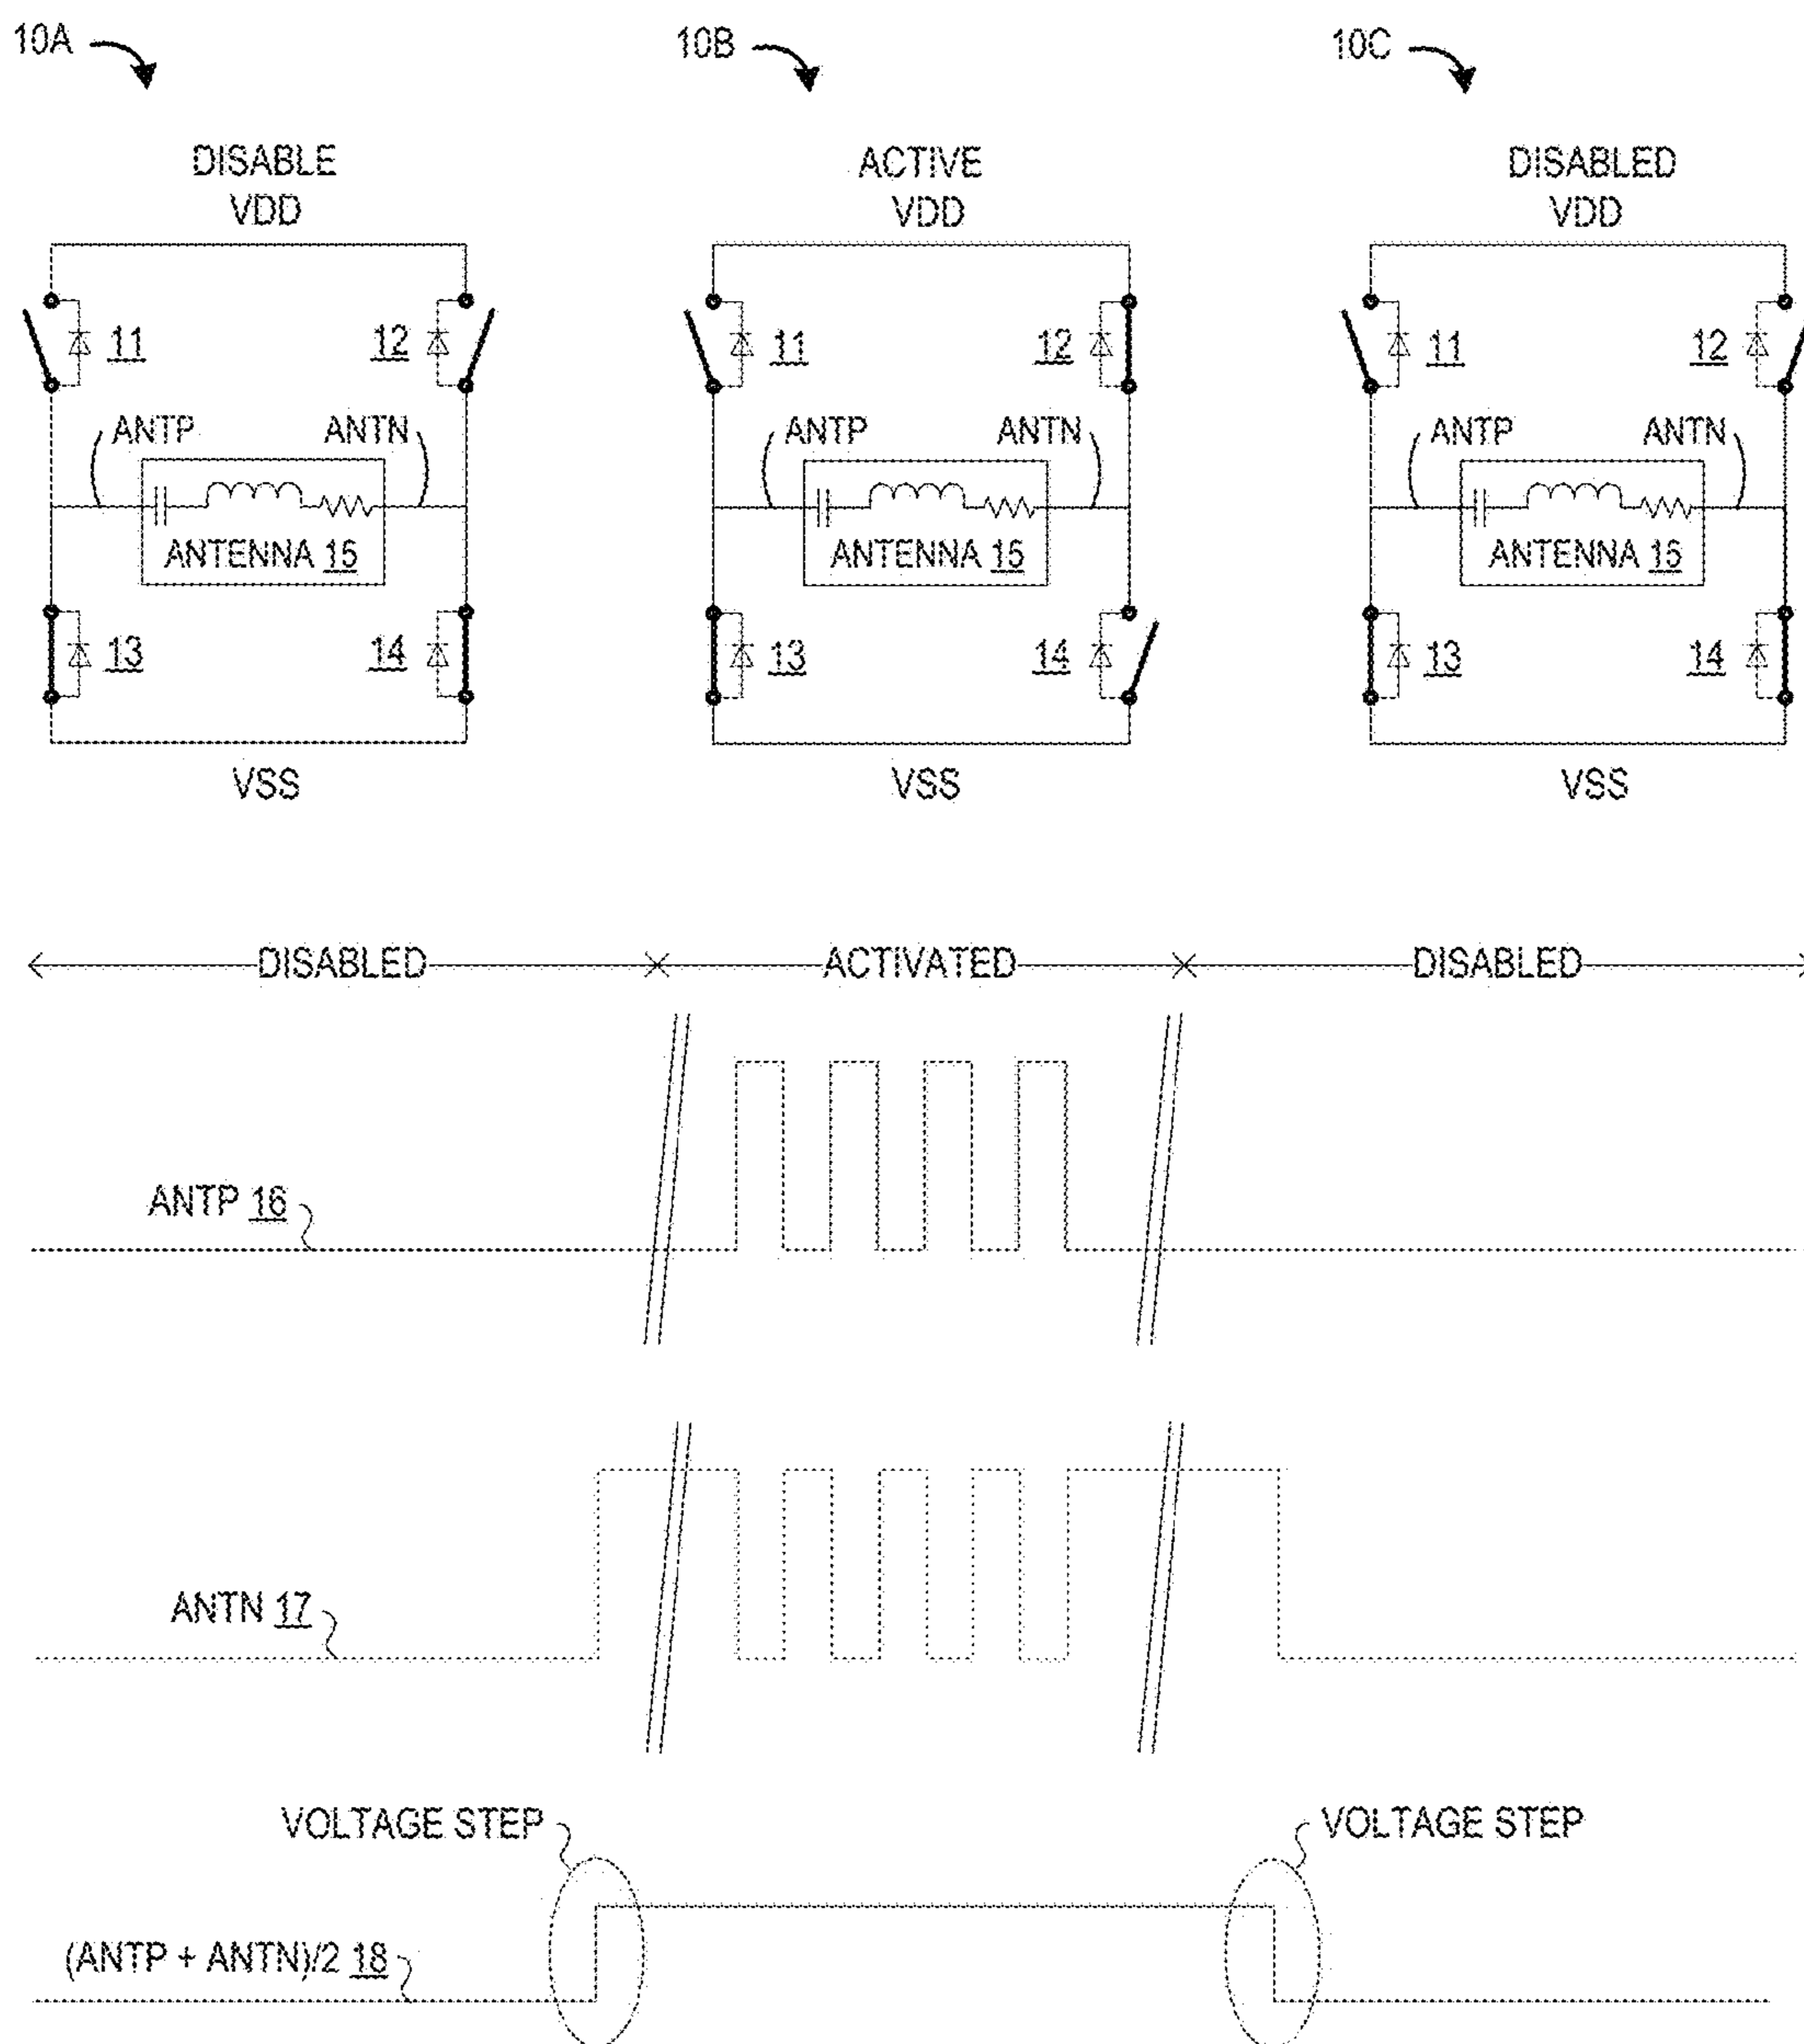 10A
10B
10C
DISABLE
VDD
ACTIVE
VDD
DISABLED
VDD
11
12
11
12
11
12
ANTP
ANTN
ANTP
ANTN
ANTP
ANTN
ANTENNA 15
ANTENNA 15
ANTENNA 15
13
14
13
14
13
14
VSS
VSS
VSS
DISABLED
ACTIVATED
DISABLED
ANTP 16
ANTN 17
VOLTAGE STEP
VOLTAGE STEP
(ANTP + ANTN)/2 18